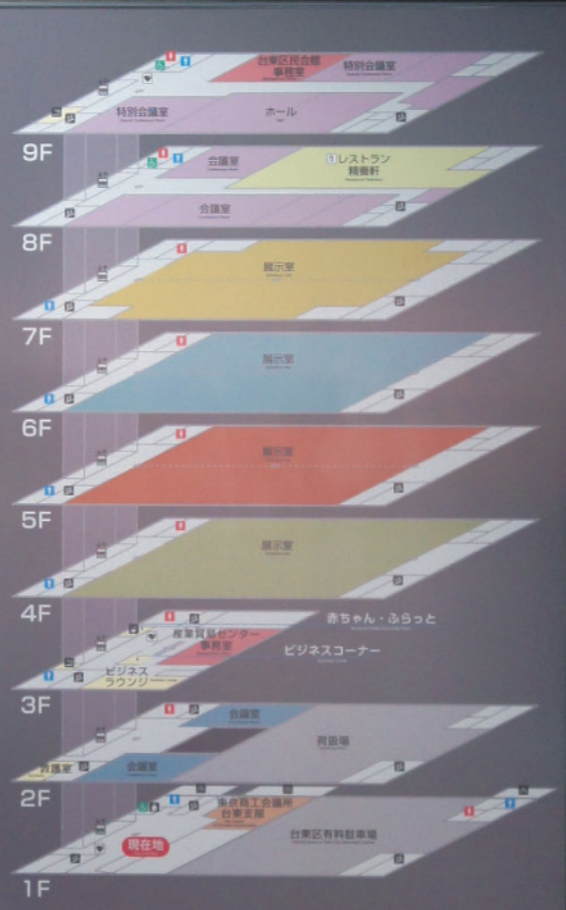 台東区民会館
事務室
特別会議室
特別会議室
ホール
9F
会議室
レストラン
精養軒
会議室
8F
展示室
7F
展示室
6F
展示室
5F
展示室
4F
赤ちゃん・ふらっと
産業貿易センター
事務室
ビジネスコーナー
ビジネス
ラウンジ
3F
会議室
荷捌場
会議室
会議室
2F
東京商工会議所
台東支部
台東区有料駐車場
現在地
1F